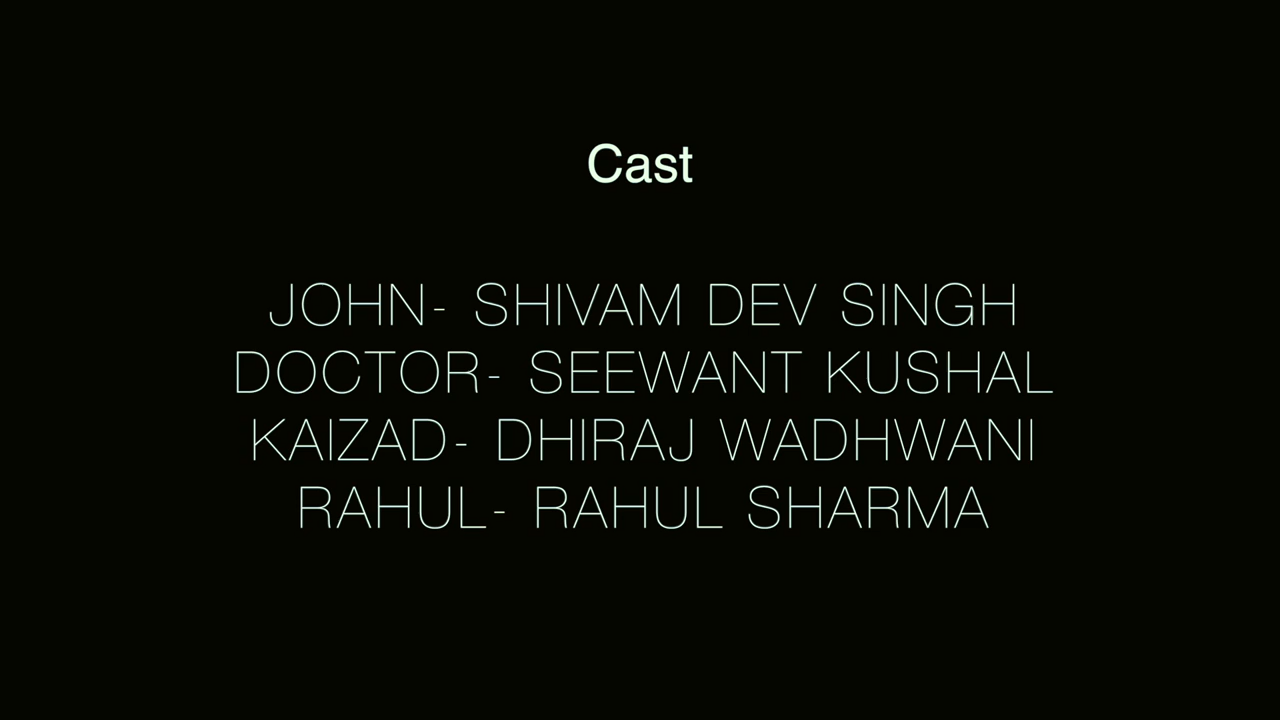 Cast
JOHN- SHIVAM DEV SINGH
DOCTOR- SEEWANT KUSHAL
KAIZAD- DHIRAJ WADHWANI
RAHUL- RAHUL SHARMA